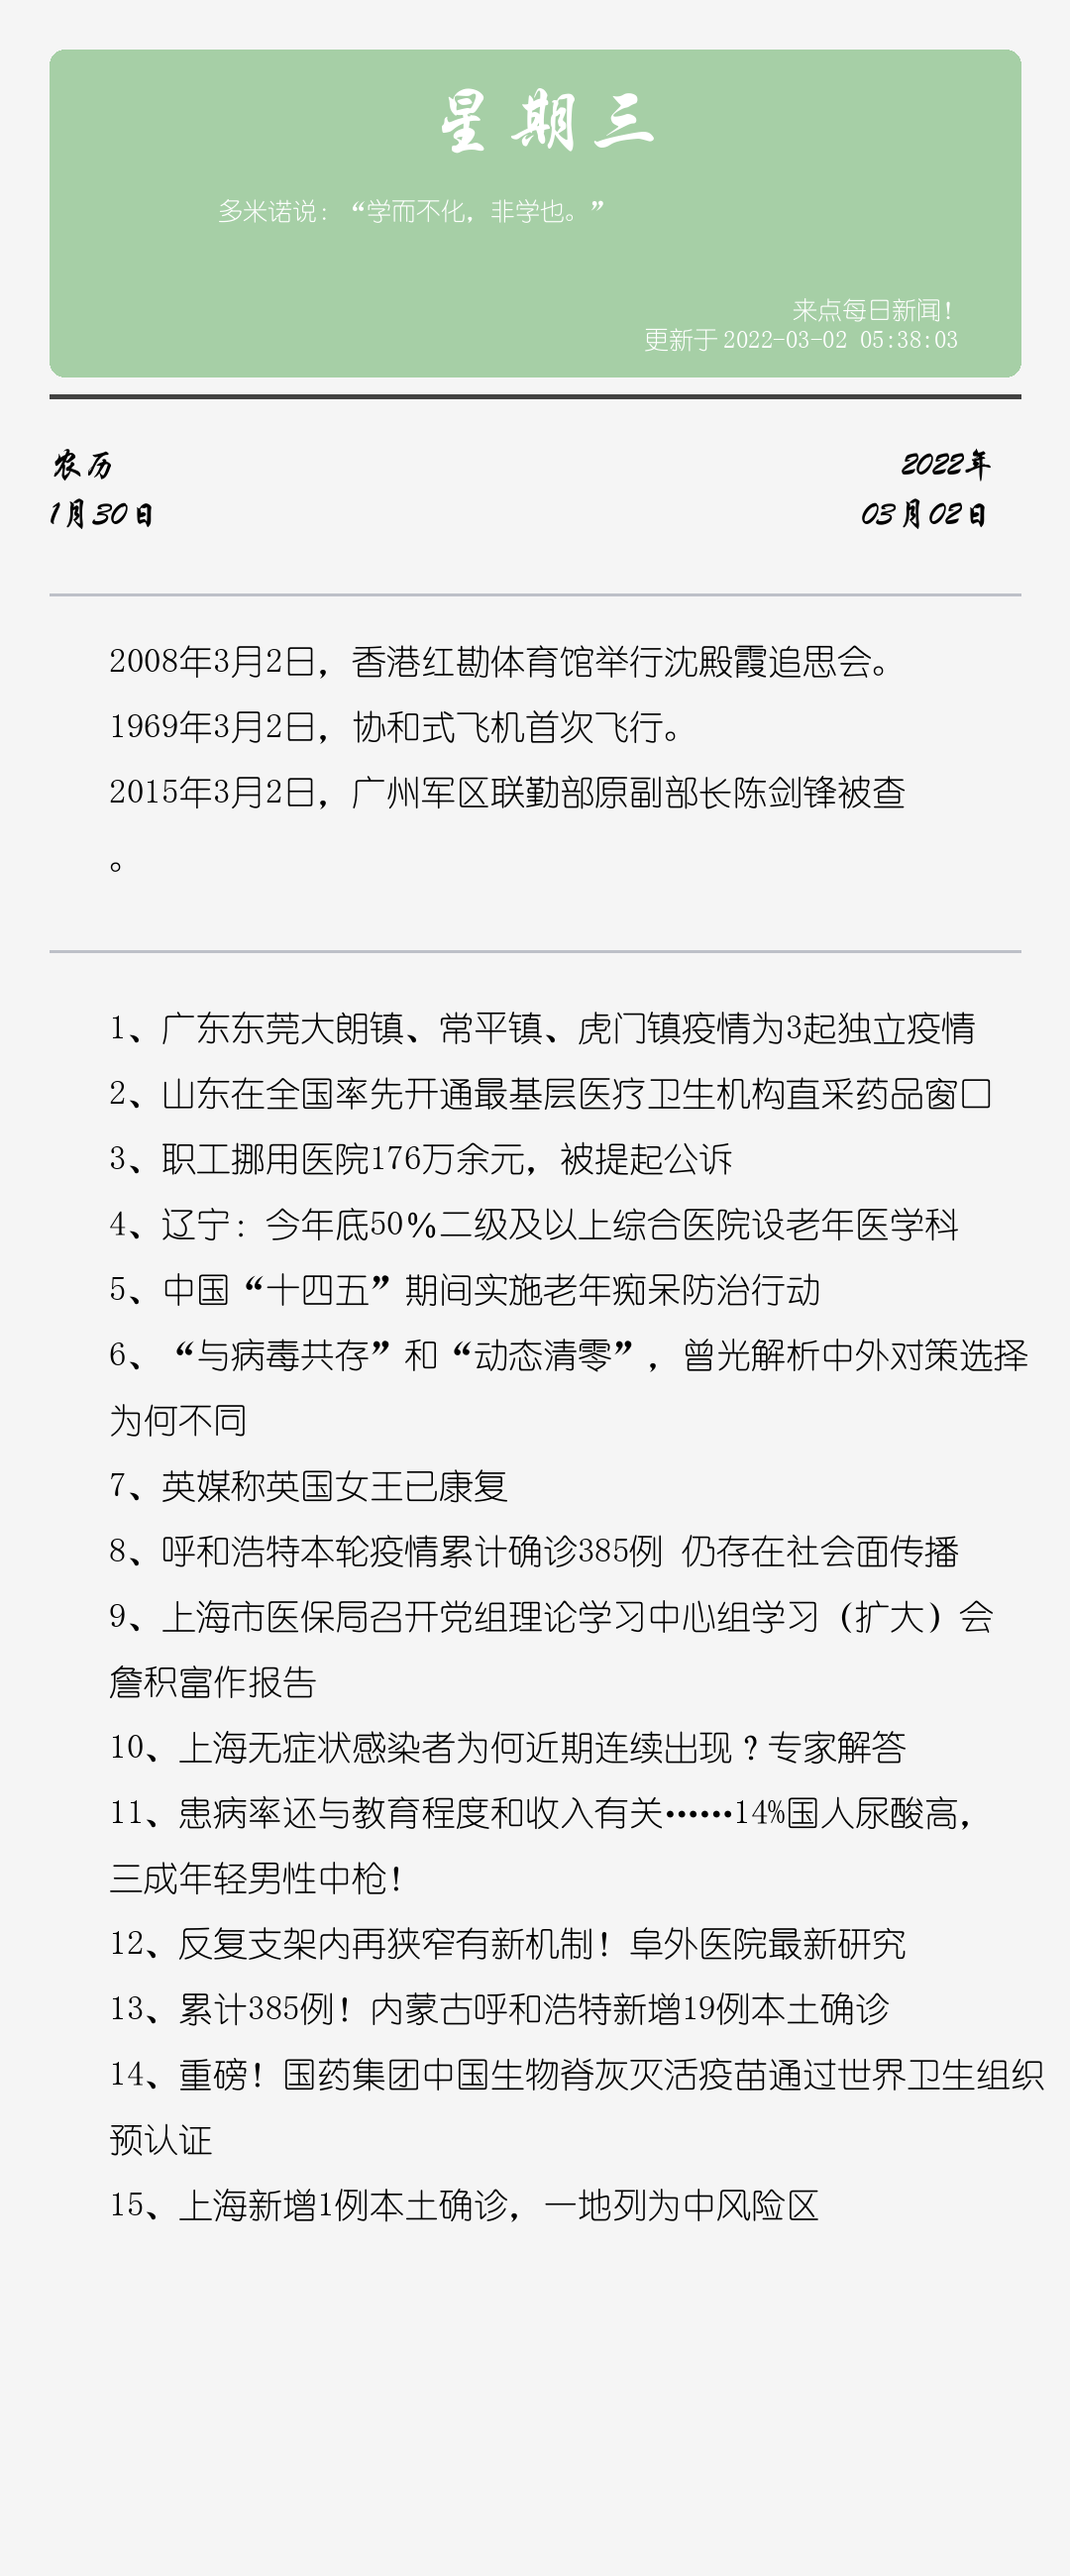 星期三
多米诺说：“学而不化，非学也。”
来点每日新闻！
更新于 2022-03-02 05:38:03
农历
2022年
1月30日
03月02日
2008年3月2日，香港红勘体育馆举行沈殿霞追思会。
1969年3月2日，协和式飞机首次飞行。
2015年3月2日，广州军区联勤部原副部长陈剑锋被查
。
1、广东东莞大朗镇、常平镇、虎门镇疫情为3起独立疫情
2、山东在全国率先开通最基层医疗卫生机构直采药品窗口
3、职工挪用医院176万余元，被提起公诉
4、辽宁：今年底50％二级及以上综合医院设老年医学科
5、中国“十四五”期间实施老年痴呆防治行动
6、“与病毒共存”和“动态清零”，曾光解析中外对策选择
为何不同
7、英媒称英国女王已康复
8、呼和浩特本轮疫情累计确诊385例 仍存在社会面传播
9、上海市医保局召开党组理论学习中心组学习（扩大）会
詹积富作报告
10、上海无症状感染者为何近期连续出现？专家解答
11、患病率还与教育程度和收入有关……14%国人尿酸高，
三成年轻男性中枪！
12、反复支架内再狭窄有新机制！阜外医院最新研究
13、累计385例！内蒙古呼和浩特新增19例本土确诊
14、重磅！国药集团中国生物脊灰灭活疫苗通过世界卫生组织
预认证
15、上海新增1例本土确诊，一地列为中风险区